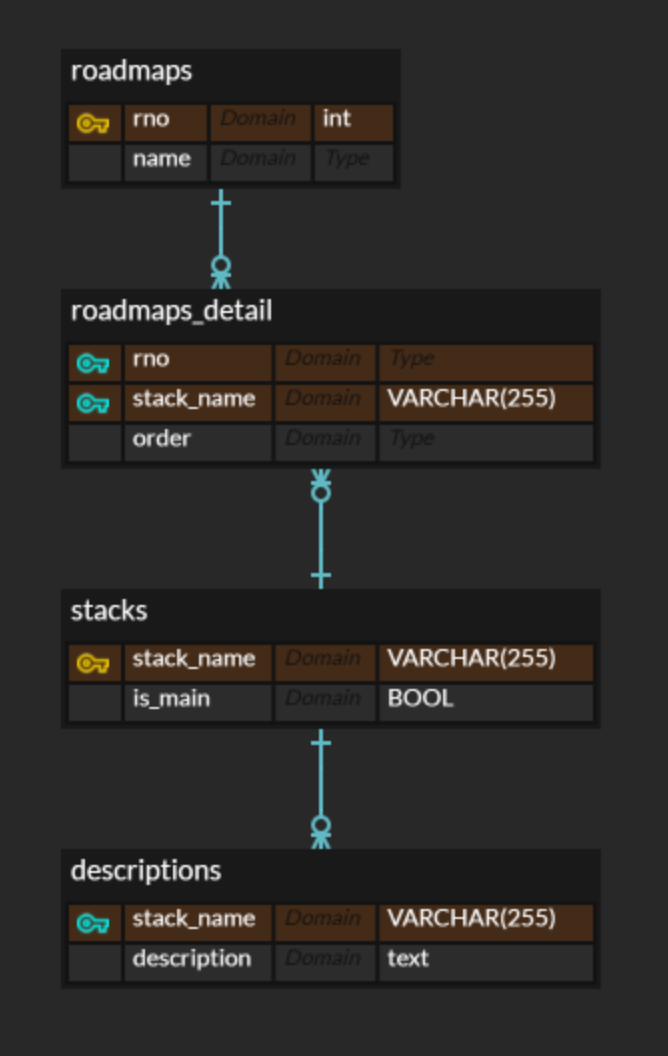 roadmaps
rno Domain int
name Domain Type
roadmaps_detail
rno Domain Type
stack_name Domain VARCHAR(255)
order Domain Type
stacks
stack_name Domain VARCHAR(255)
is_main Domain BOOL
descriptions
stack_name Domain VARCHAR(255)
description Domain text